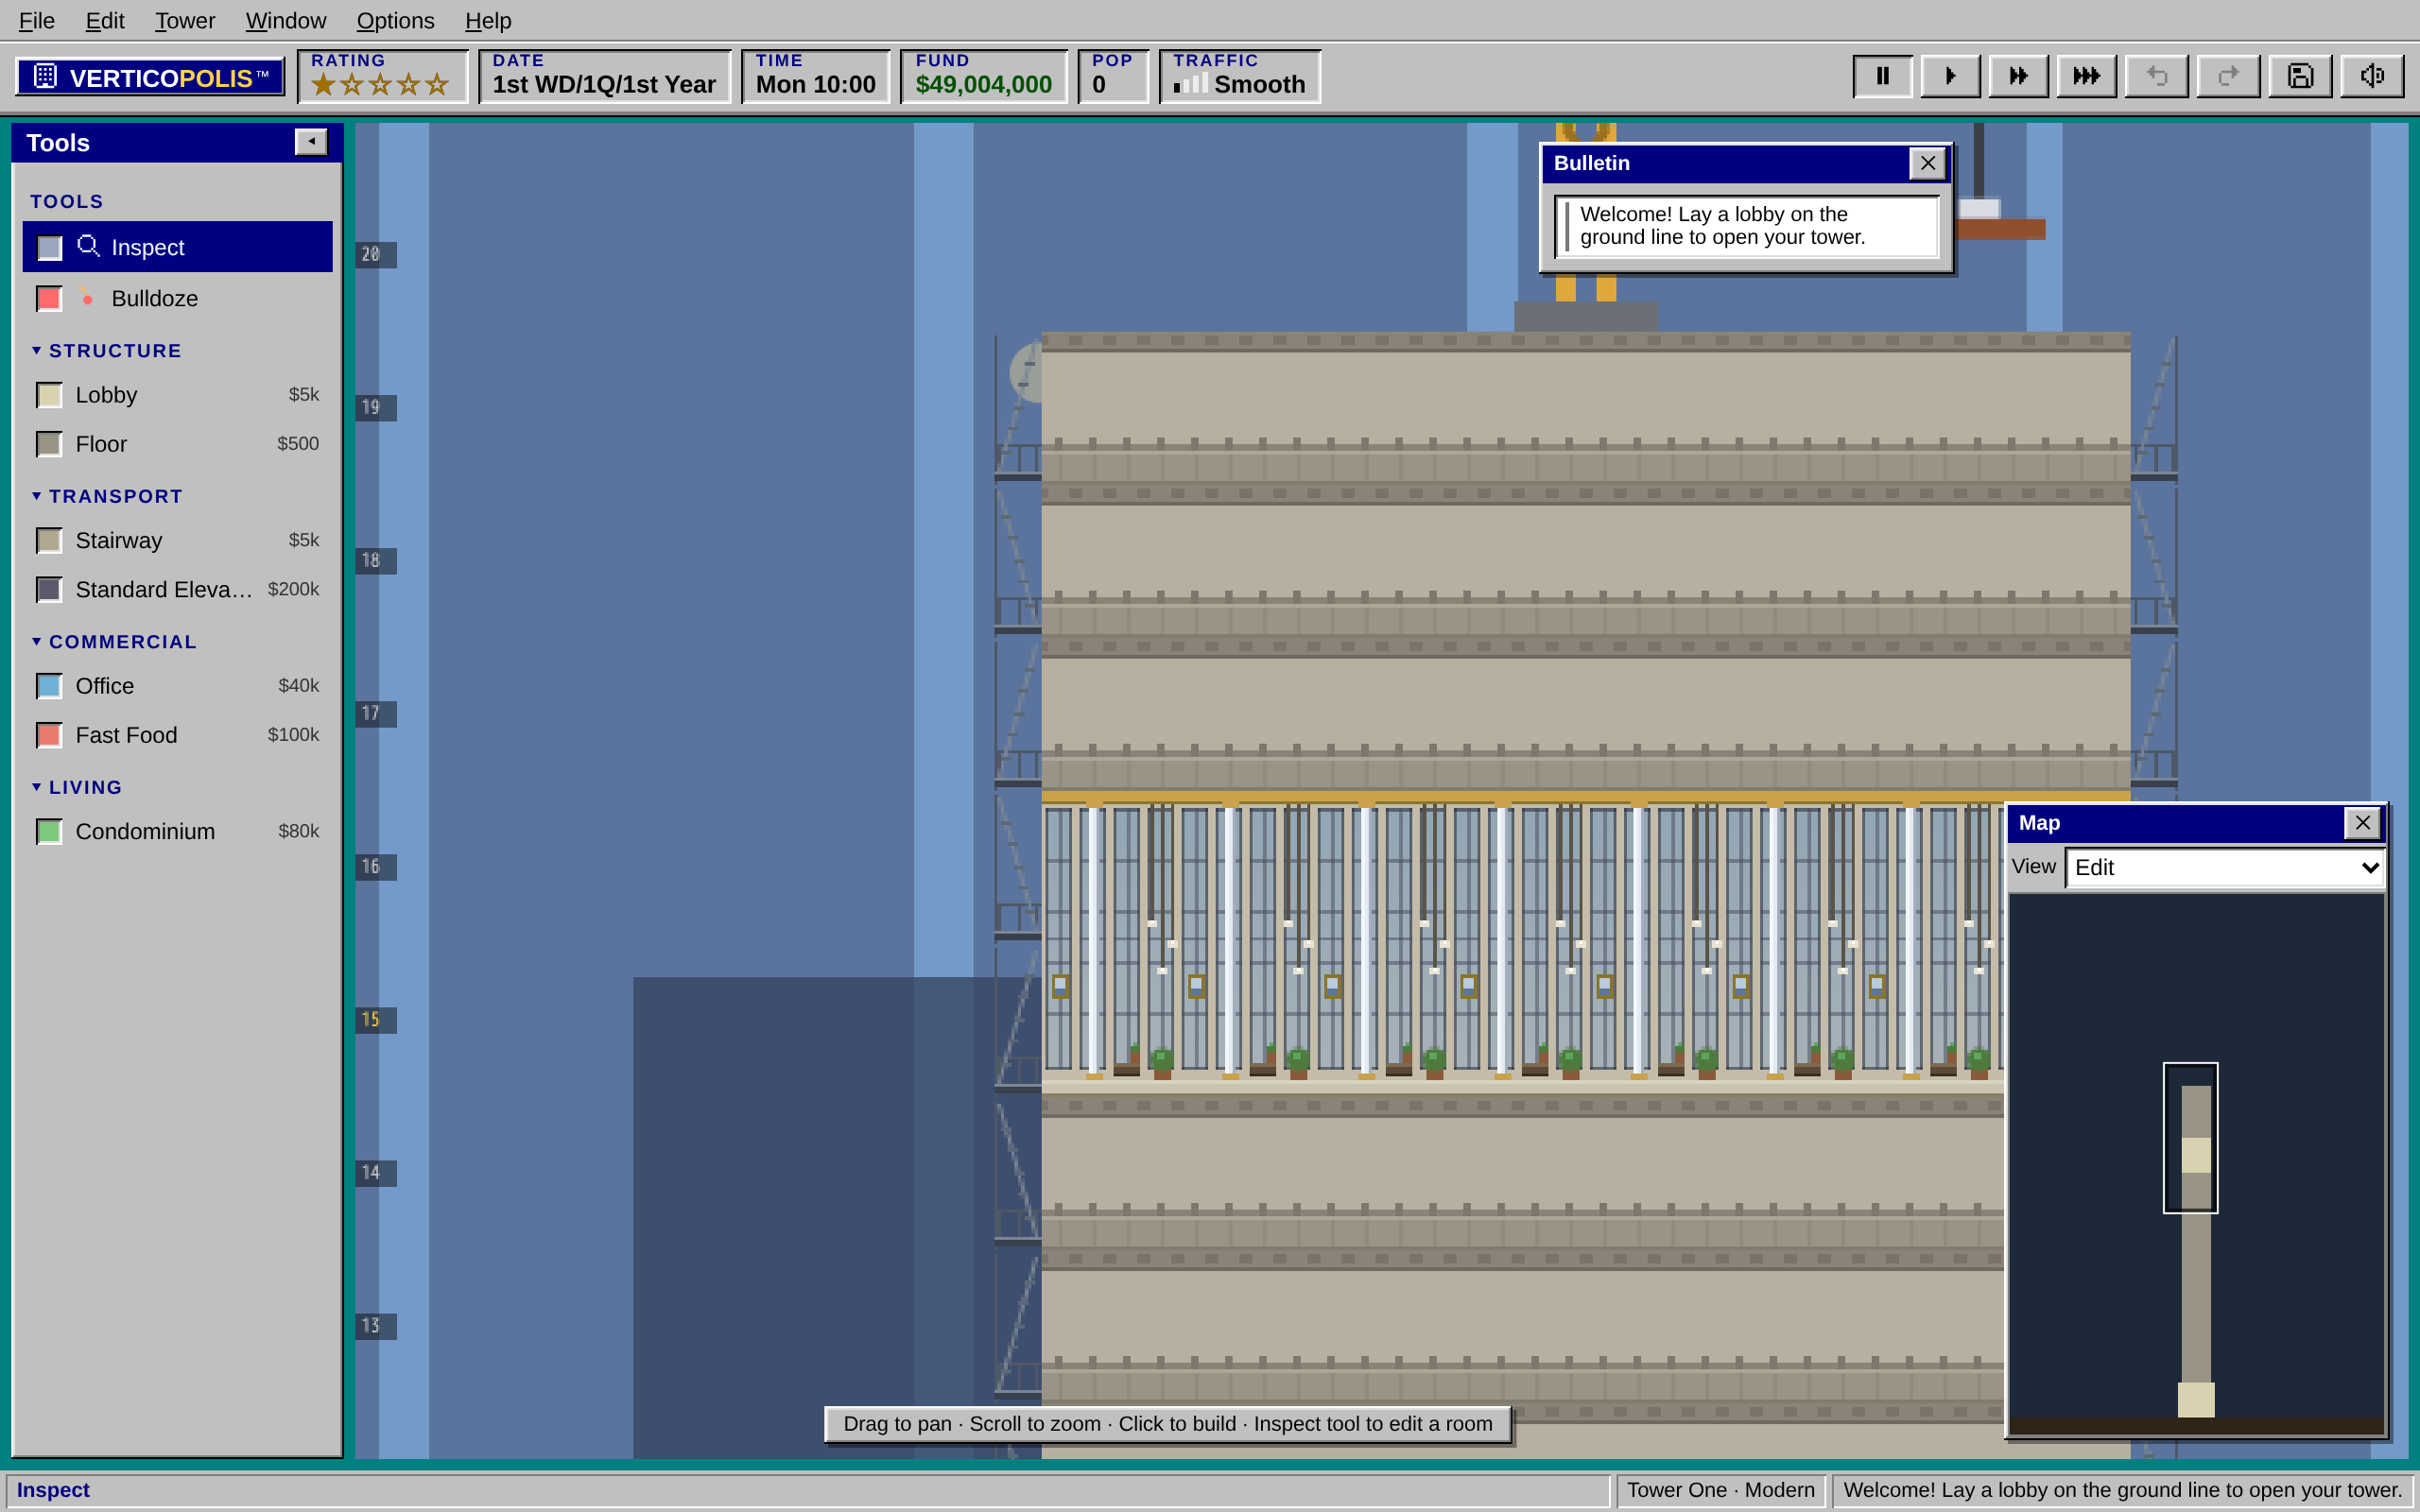 File Edit Tower Window Options Help
VERTICOPOLIS™
RATING
DATE
1st WD/1Q/1st Year
TIME
Mon 10:00
FUND
$49,004,000
POP
0
TRAFFIC
Smooth
Tools
TOOLS
Inspect
Bulldoze
STRUCTURE
Lobby $5k
Floor $500
TRANSPORT
Stairway $5k
Standard Eleva… $200k
COMMERCIAL
Office $40k
Fast Food $100k
LIVING
Condominium $80k
20
19
18
17
16
15
14
13
Bulletin
Welcome! Lay a lobby on the
ground line to open your tower.
Map
View Edit
Drag to pan · Scroll to zoom · Click to build · Inspect tool to edit a room
Inspect
Tower One · Modern
Welcome! Lay a lobby on the ground line to open your tower.